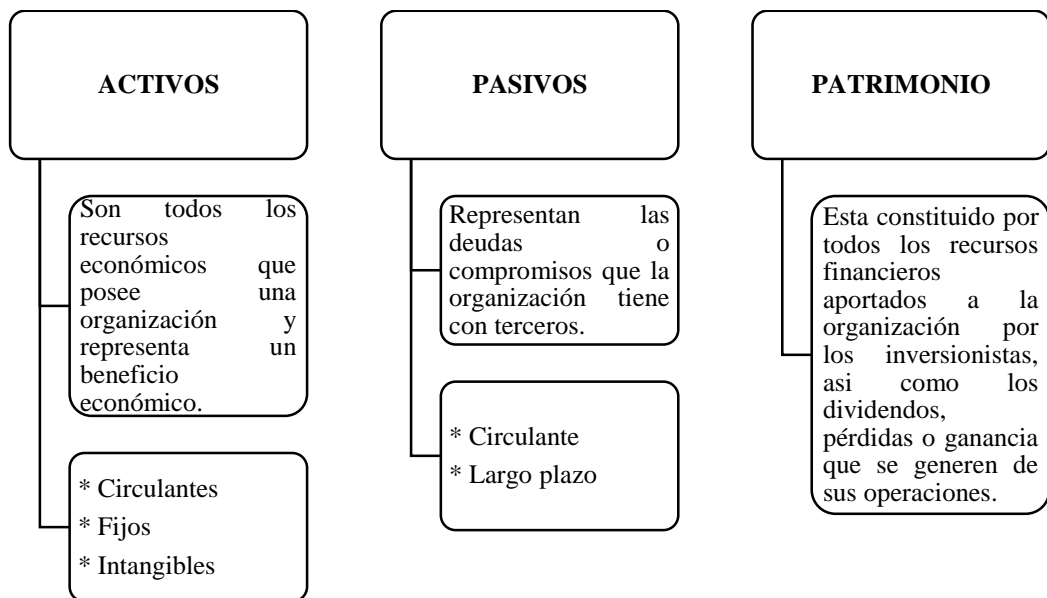 ACTIVOS
Son todos los
recursos
económicos que
posee una
organización y
representa un
beneficio
económico.
* Circulantes
* Fijos
* Intangibles
PASIVOS
Representan las
deudas o
compromisos que la
organización tiene
con terceros.
* Circulante
* Largo plazo
PATRIMONIO
Esta constituido por
todos los recursos
financieros
aportados a la
organización por
los inversionistas,
asi como los
dividendos,
pérdidas o ganancia
que se generen de
sus operaciones.